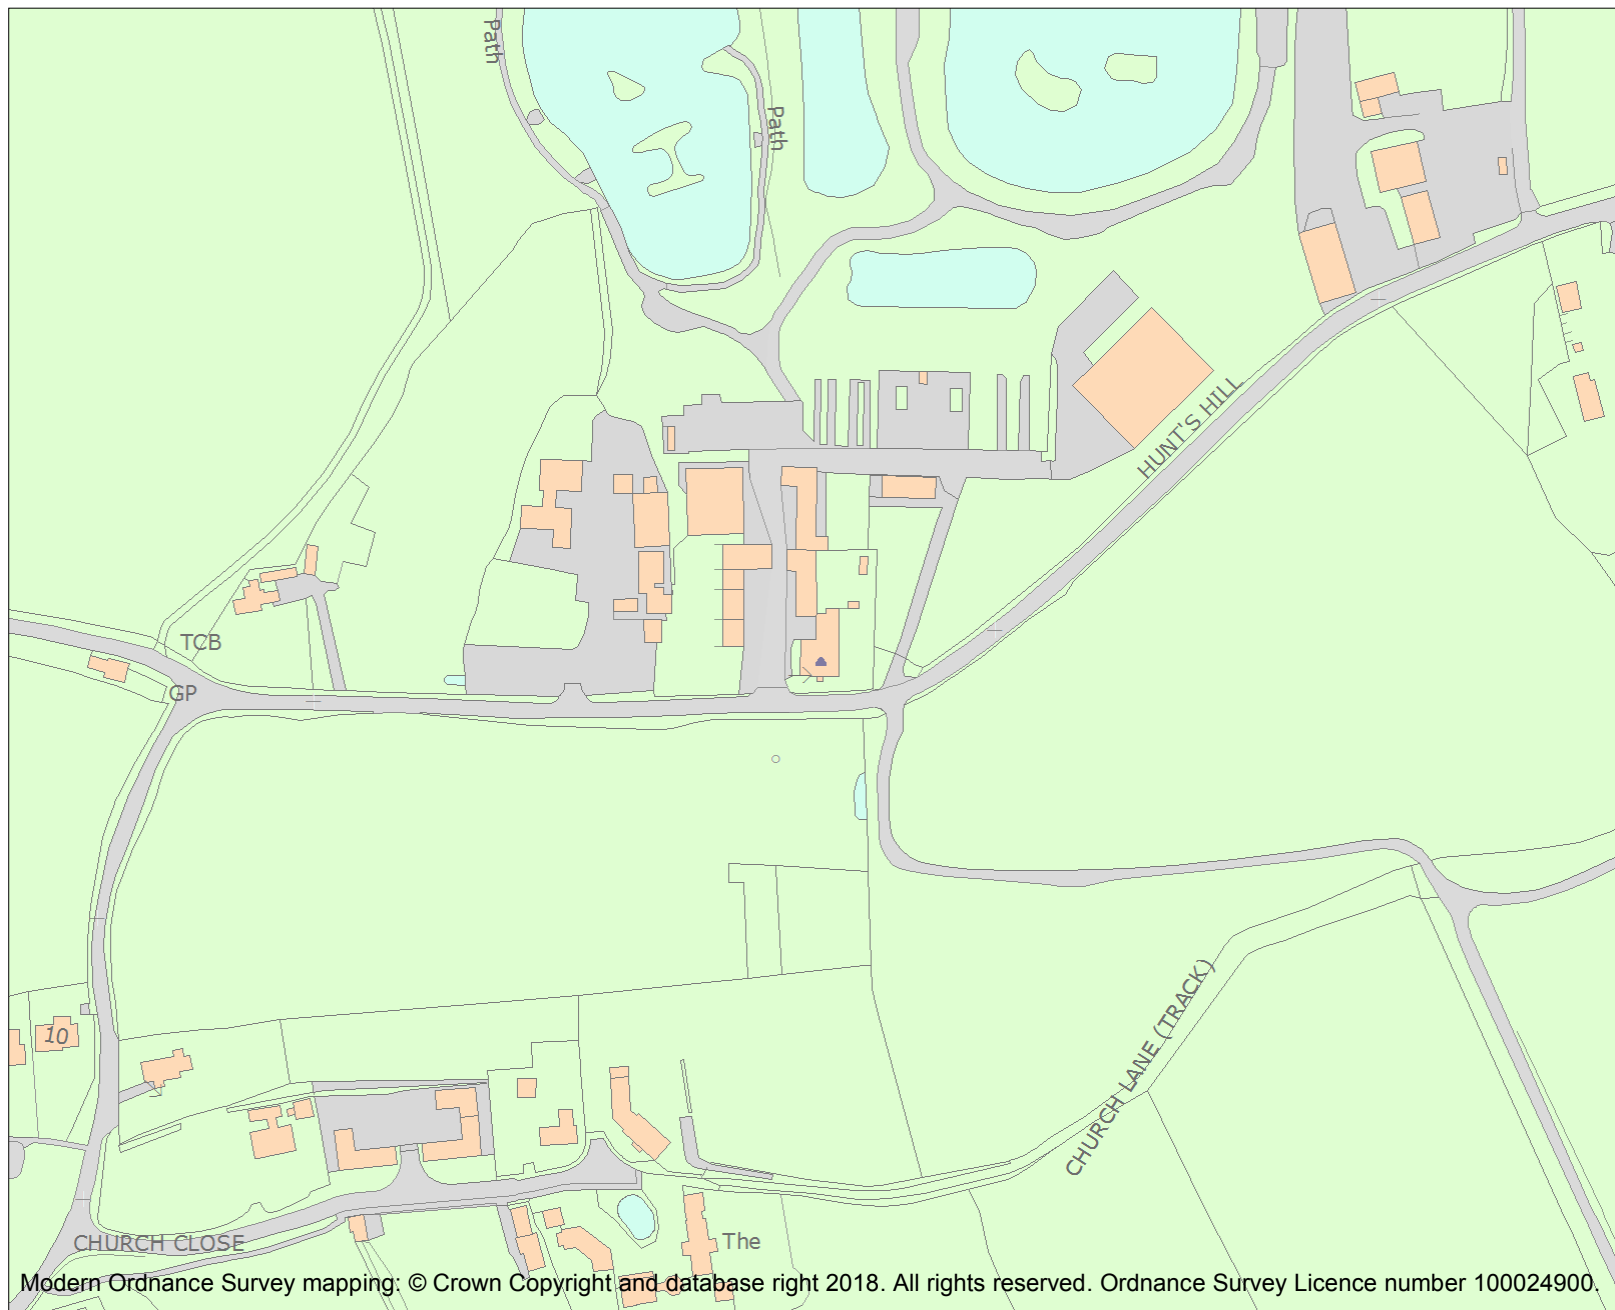 Path
Path
HUNT'S HILL
TCB
GP
10
CHURCH LANE (TRACK)
CHURCH CLOSE
The
Modern Ordnance Survey mapping: © Crown Copyright and database right 2018. All rights reserved. Ordnance Survey Licence number 100024900.